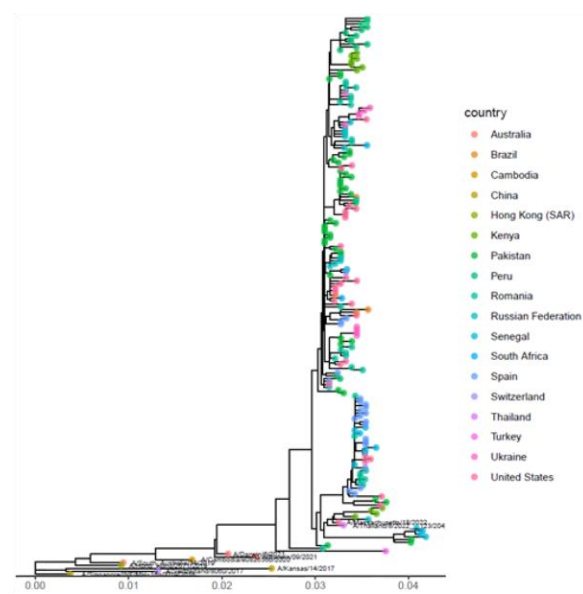 country
Australia
Brazil
Cambodia
China
Hong Kong (SAR)
Kenya
Pakistan
Peru
Romania
Russian Federation
Senegal
South Africa
Spain
Switzerland
Thailand
Turkey
Ukraine
United States
A/Kansas/14/2017
0.00 0.01 0.02 0.03 0.04